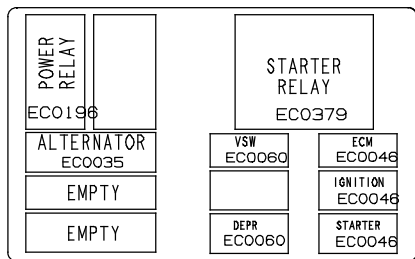 POWER
RELAY
EC0196
STARTER
RELAY
EC0379
ALTERNATOR
EC0035
VSW
EC0060
ECM
EC0046
EMPTY
IGNITION
EC0046
EMPTY
DEPR
EC0060
STARTER
EC0046